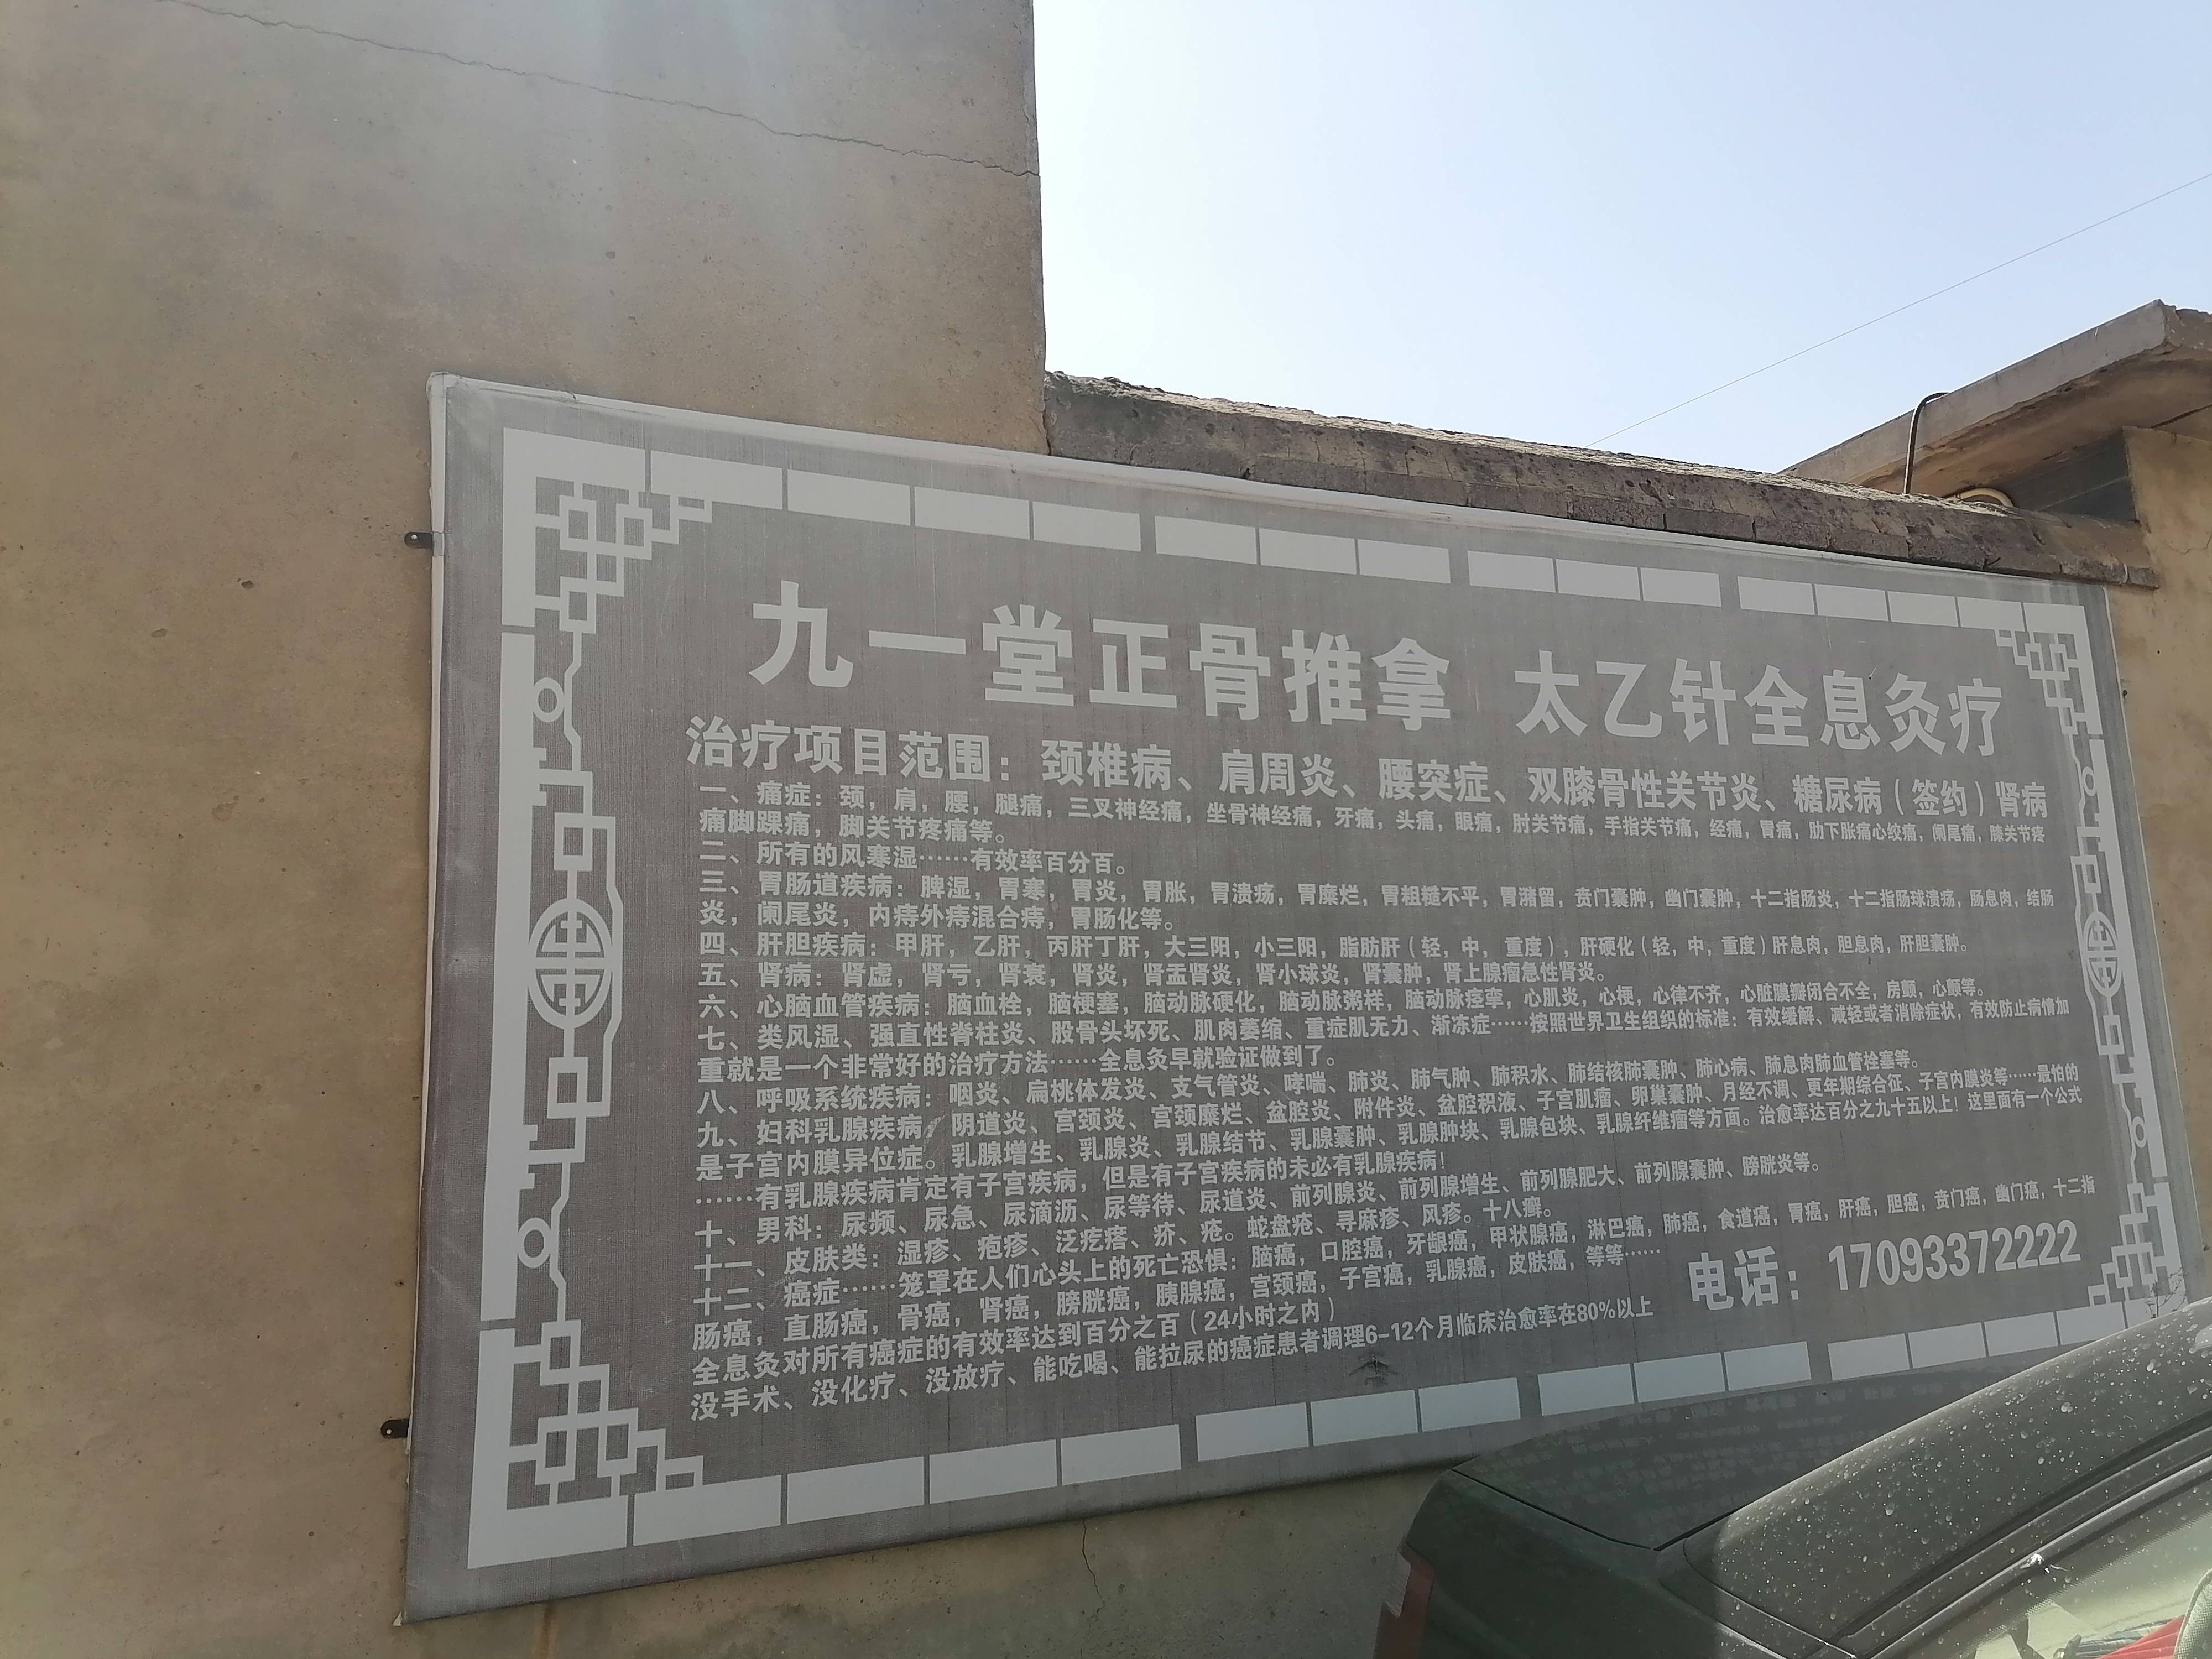 九一堂正骨推拿 太乙针全息灸疗
治疗项目范围：颈椎病、肩周炎、腰突症、双膝骨性关节炎、糖尿病（签约）肾病
一、痛症：颈，肩，腰，腿痛，三叉神经痛，坐骨神经痛，牙痛，头痛，眼痛，肘关节痛，手指关节痛，经痛，胃痛，肋下胀痛心绞痛，阑尾痛，膝关节疼
痛脚踝痛，脚关节疼痛等。
二、所有的风寒湿……有效率百分百。
三、胃肠道疾病：脾湿，胃寒，胃炎，胃胀，胃溃疡，胃糜烂，胃粗糙不平，胃潴留，贲门囊肿，幽门囊肿，十二指肠炎，十二指肠球溃疡，肠息肉，结肠
炎，阑尾炎，内痔外痔混合痔，胃肠化等。
四、肝胆疾病：甲肝，乙肝，丙肝丁肝，大三阳，小三阳，脂肪肝（轻，中，重度），肝硬化（轻，中，重度）肝息肉，胆息肉，肝胆囊肿。
五、肾病：肾虚，肾亏，肾衰，肾炎，肾盂肾炎，肾小球炎，肾囊肿，肾上腺瘤急性肾炎。
六、心脑血管疾病：脑血栓，脑梗塞，脑动脉硬化，脑动脉粥样，脑动脉痉挛，心肌炎，心梗，心律不齐，心脏膜瓣闭合不全，房颤，心颤等。
七、类风湿、强直性脊柱炎、股骨头坏死、肌肉萎缩、重症肌无力、渐冻症……按照世界卫生组织的标准：有效缓解、减轻或者消除症状，有效防止病情加
重就是一个非常好的治疗方法……全息灸早就验证做到了。
八、呼吸系统疾病：咽炎、扁桃体发炎、支气管炎、哮喘、肺炎、肺气肿、肺积水、肺结核肺囊肿、肺心病、肺息肉肺血管栓塞等。
九、妇科乳腺疾病：阴道炎、宫颈炎、宫颈糜烂、盆腔炎、附件炎、盆腔积液、子宫肌瘤、卵巢囊肿、月经不调、更年期综合征、子宫内膜炎等……最怕的
是子宫内膜异位症。乳腺增生、乳腺炎、乳腺结节、乳腺囊肿、乳腺肿块、乳腺包块、乳腺纤维瘤等方面。治愈率达百分之九十五以上！这里面有一个公式
……有乳腺疾病肯定有子宫疾病，但是有子宫疾病的未必有乳腺疾病！
十、男科：尿频、尿急、尿滴沥、尿等待、尿道炎、前列腺炎、前列腺增生、前列腺肥大、前列腺囊肿、膀胱炎等。
十一、皮肤类：湿疹、疱疹、泛疙瘩、疥、疮。蛇盘疮、寻麻疹、风疹。十八癣。
十二、癌症……笼罩在人们心头上的死亡恐惧：脑癌，口腔癌，牙龈癌，甲状腺癌，淋巴癌，肺癌，食道癌，胃癌，肝癌，胆癌，贲门癌，幽门癌，十二指
肠癌，直肠癌，骨癌，肾癌，膀胱癌，胰腺癌，宫颈癌，子宫癌，乳腺癌，皮肤癌，等等……
全息灸对所有癌症的有效率达到百分之百（24小时之内）
没手术、没化疗、没放疗、能吃喝、能拉尿的癌症患者调理6-12个月临床治愈率在80%以上
电话：17093372222